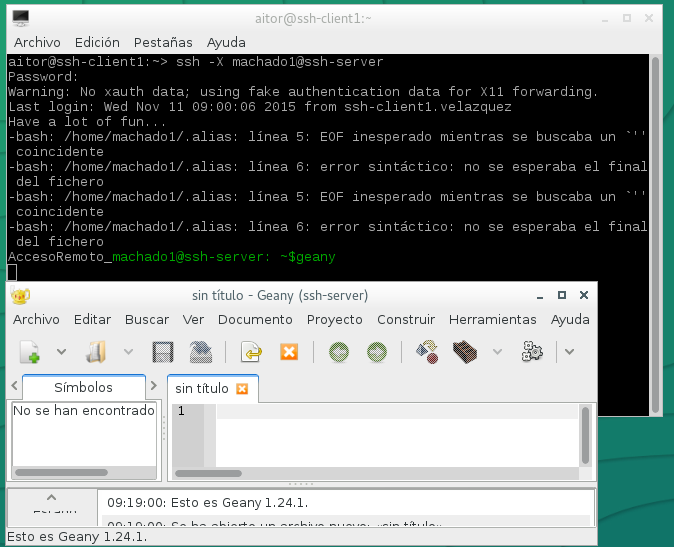 aitor@ssh-client1:~
Archivo Edición Pestañas Ayuda
aitor@ssh-client1:~> ssh -X machado1@ssh-server
Password:
Warning: No xauth data; using fake authentication data for X11 forwarding.
Last login: Wed Nov 11 09:00:06 2015 from ssh-client1.velazquez
Have a lot of fun...
-bash: /home/machado1/.alias: línea 5: EOF inesperado mientras se buscaba un `''
 coincidente
-bash: /home/machado1/.alias: línea 6: error sintáctico: no se esperaba el final
 del fichero
-bash: /home/machado1/.alias: línea 5: EOF inesperado mientras se buscaba un `''
 coincidente
-bash: /home/machado1/.alias: línea 6: error sintáctico: no se esperaba el final
 del fichero
AccesoRemoto_machado1@ssh-server: ~$geany
sin título - Geany (ssh-server)
Archivo Editar Buscar Ver Documento Proyecto Construir Herramientas Ayuda
Símbolos
sin título
No se han encontrado
1
09:19:00: Esto es Geany 1.24.1.
09:19:00: Se ha abierto un archivo nuevo: «sin título».
Esto es Geany 1.24.1.